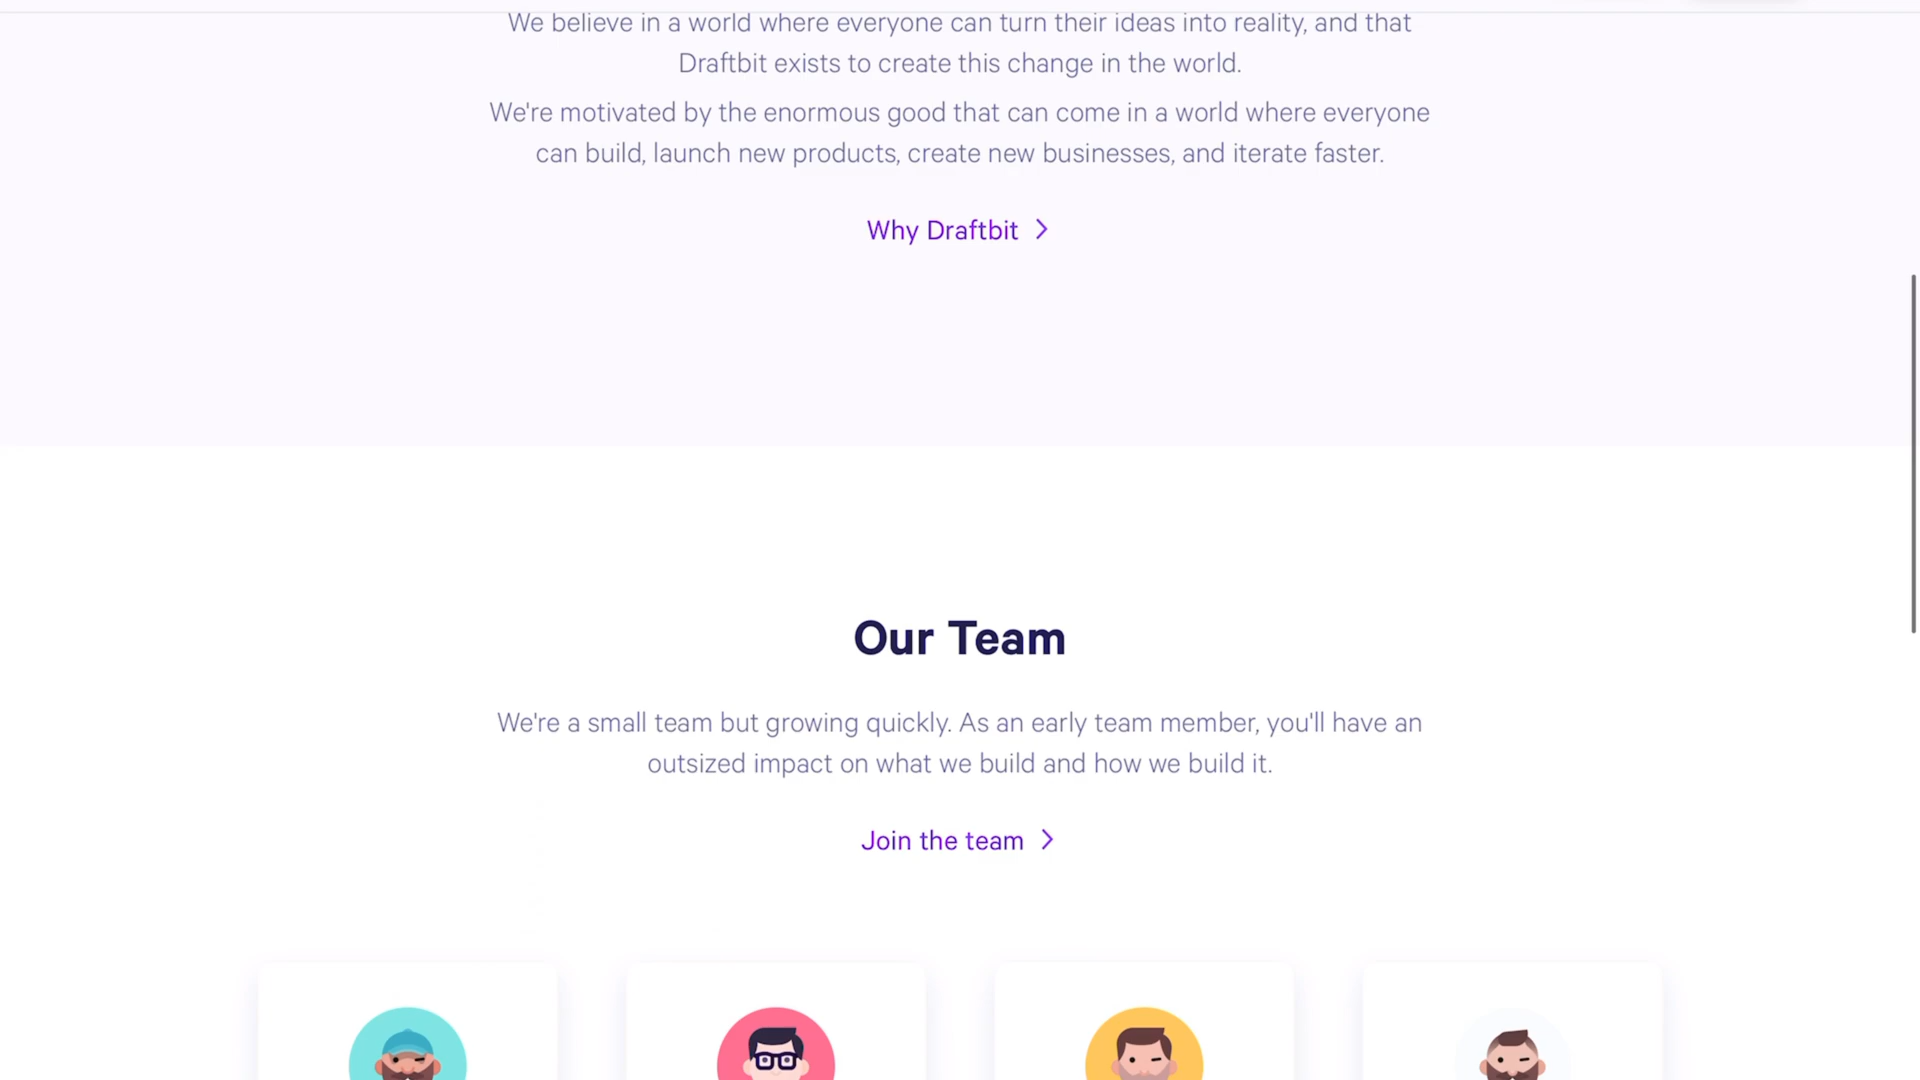 We believe in a world where everyone can turn their ideas into reality, and that
Draftbit exists to create this change in the world.
We're motivated by the enormous good that can come in a world where everyone
can build, launch new products, create new businesses, and iterate faster.
Why Draftbit
Our Team
We're a small team but growing quickly. As an early team member, you'll have an
outsized impact on what we build and how we build it.
Join the team